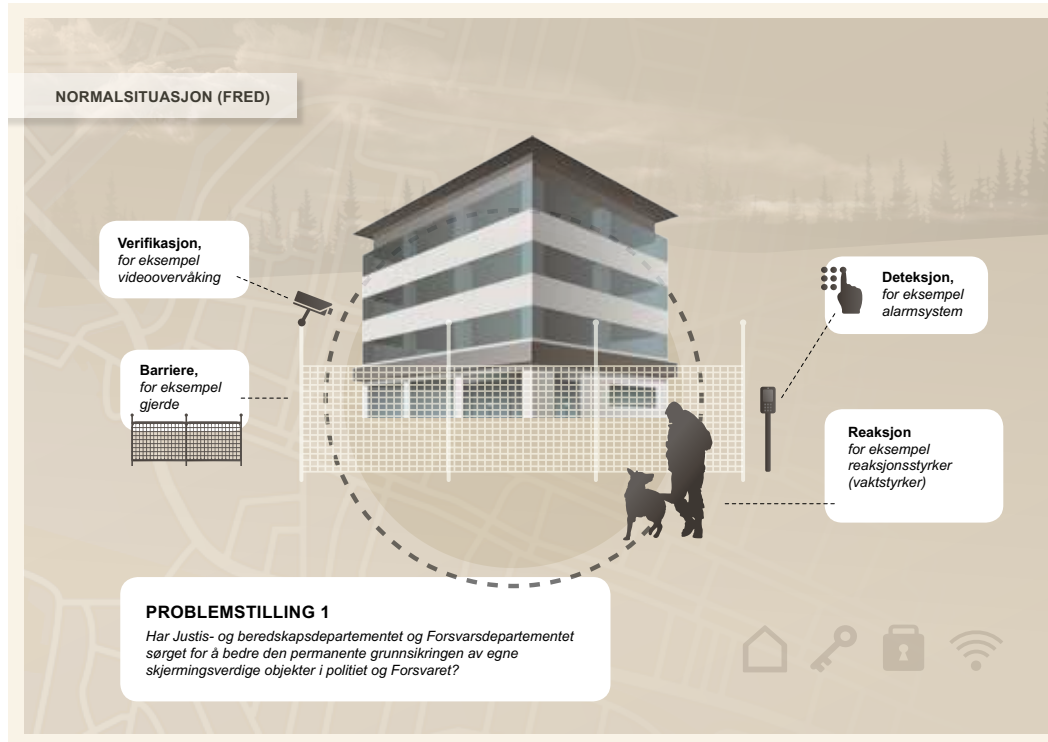 NORMALSITUASJON (FRED)
Verifikasjon,
for eksempel
videoovervåking
Deteksjon,
for eksempel
alarmsystem
Barriere,
for eksempel
gjerde
Reaksjon
for eksempel
reaksjonsstyrker
(vaktstyrker)
PROBLEMSTILLING 1
Har Justis- og beredskapsdepartementet og Forsvarsdepartementet
sørget for å bedre den permanente grunnsikringen av egne
skjermingsverdige objekter i politiet og Forsvaret?